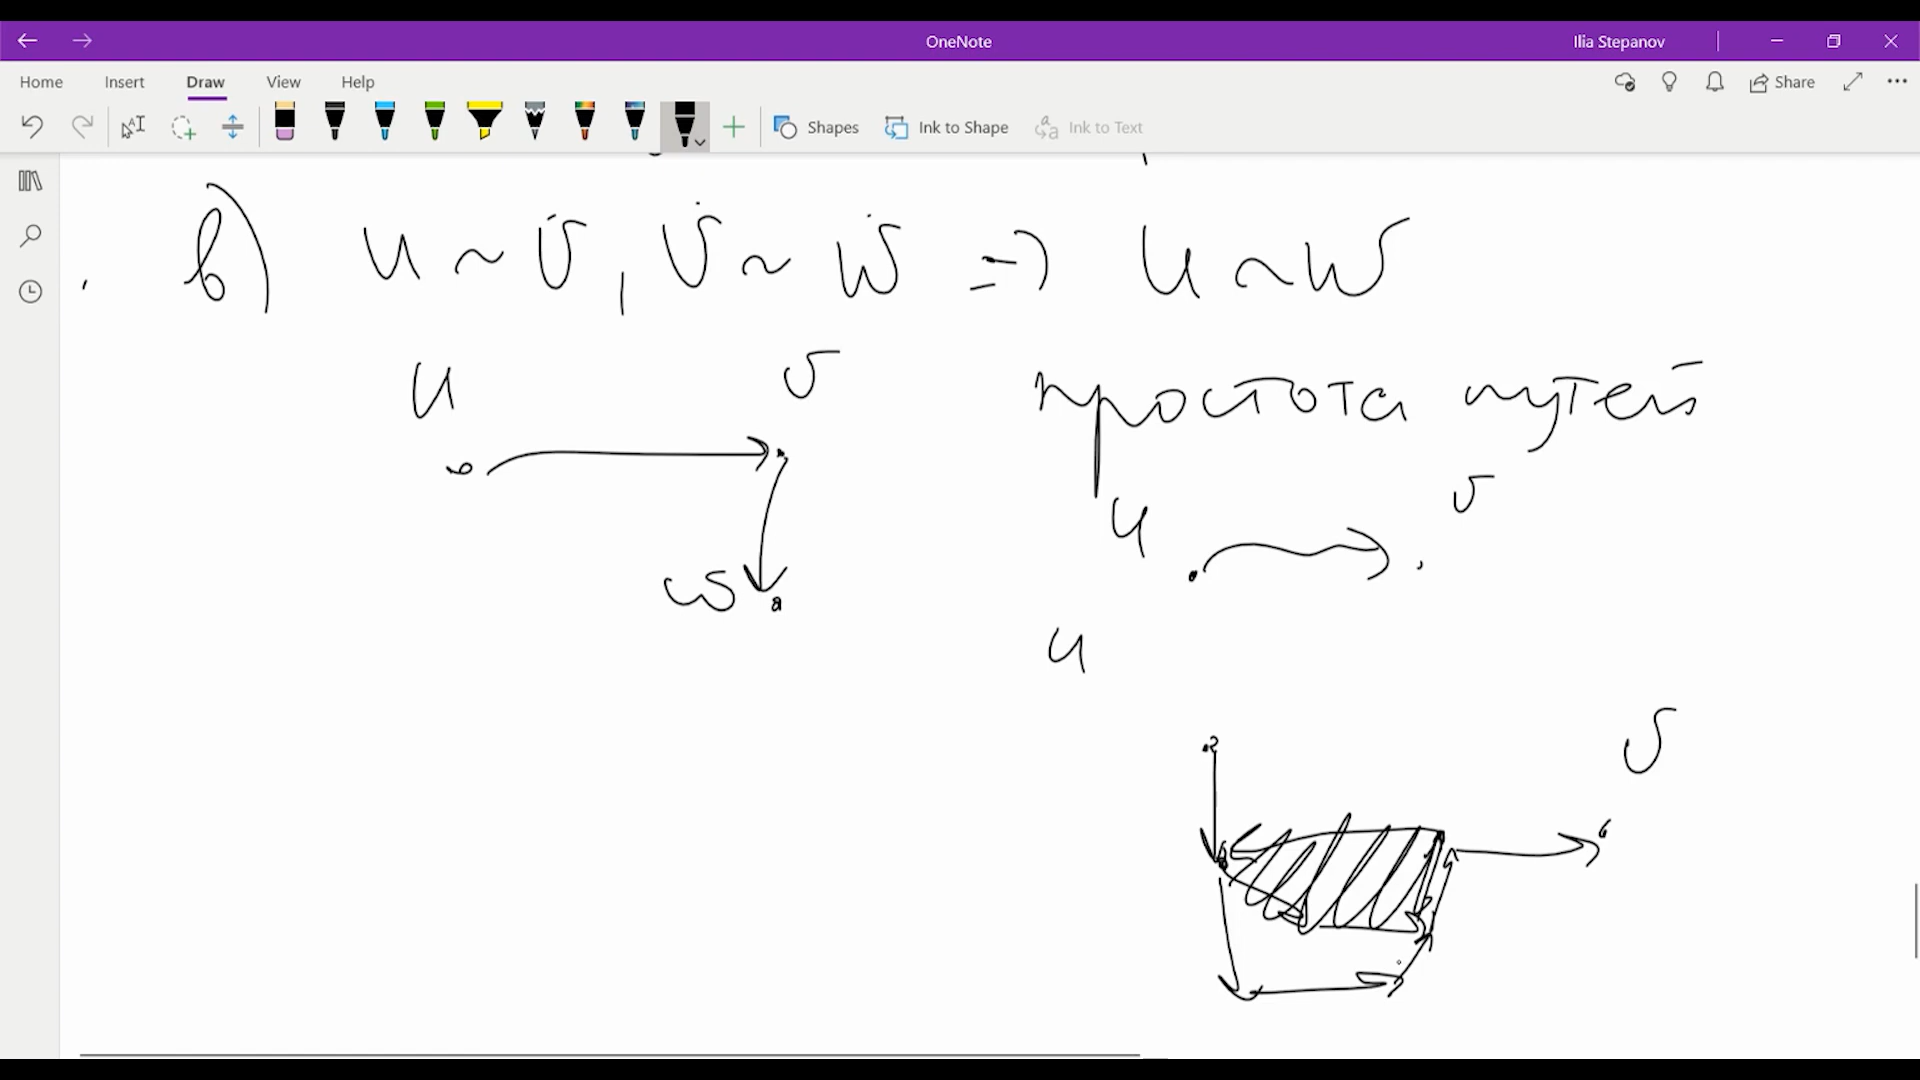 OneNote
Ilia Stepanov
Home Insert Draw View Help
Share
Shapes Ink to Shape Ink to Text
в) u ~ v, v ~ w => u ~ w
u v
простота путей
v
u
w
u
v